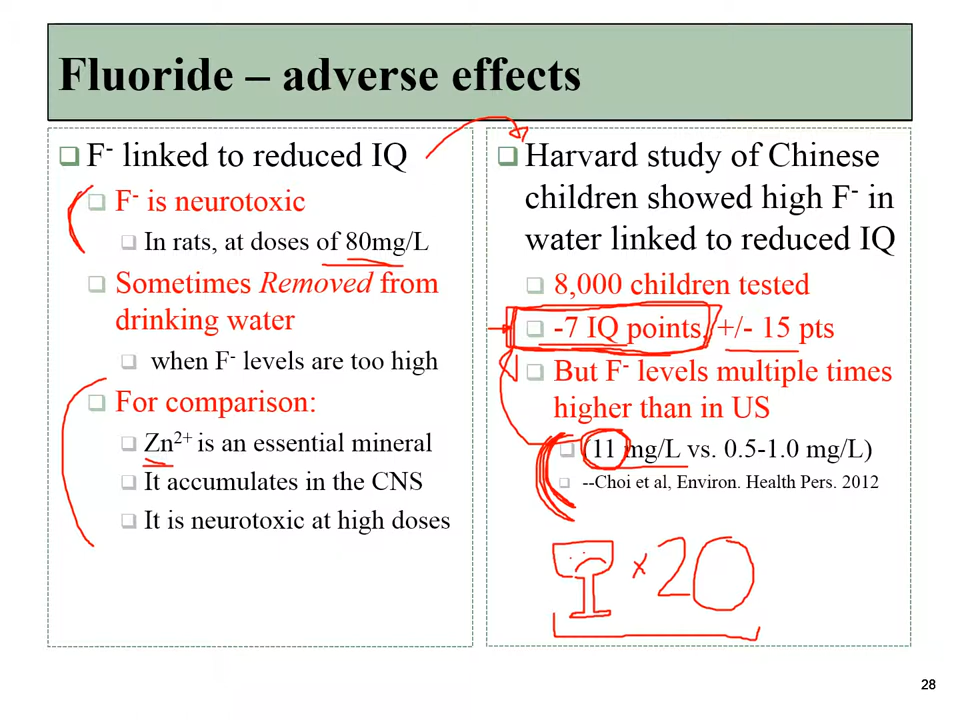 Fluoride – adverse effects
F- linked to reduced IQ
F- is neurotoxic
In rats, at doses of 80mg/L
Sometimes Removed from
drinking water
when F- levels are too high
For comparison:
Zn2+ is an essential mineral
It accumulates in the CNS
It is neurotoxic at high doses
Harvard study of Chinese
children showed high F- in
water linked to reduced IQ
8,000 children tested
-7 IQ points, +/- 15 pts
But F- levels multiple times
higher than in US
(11 mg/L vs. 0.5-1.0 mg/L)
--Choi et al, Environ. Health Pers. 2012
x 20
28